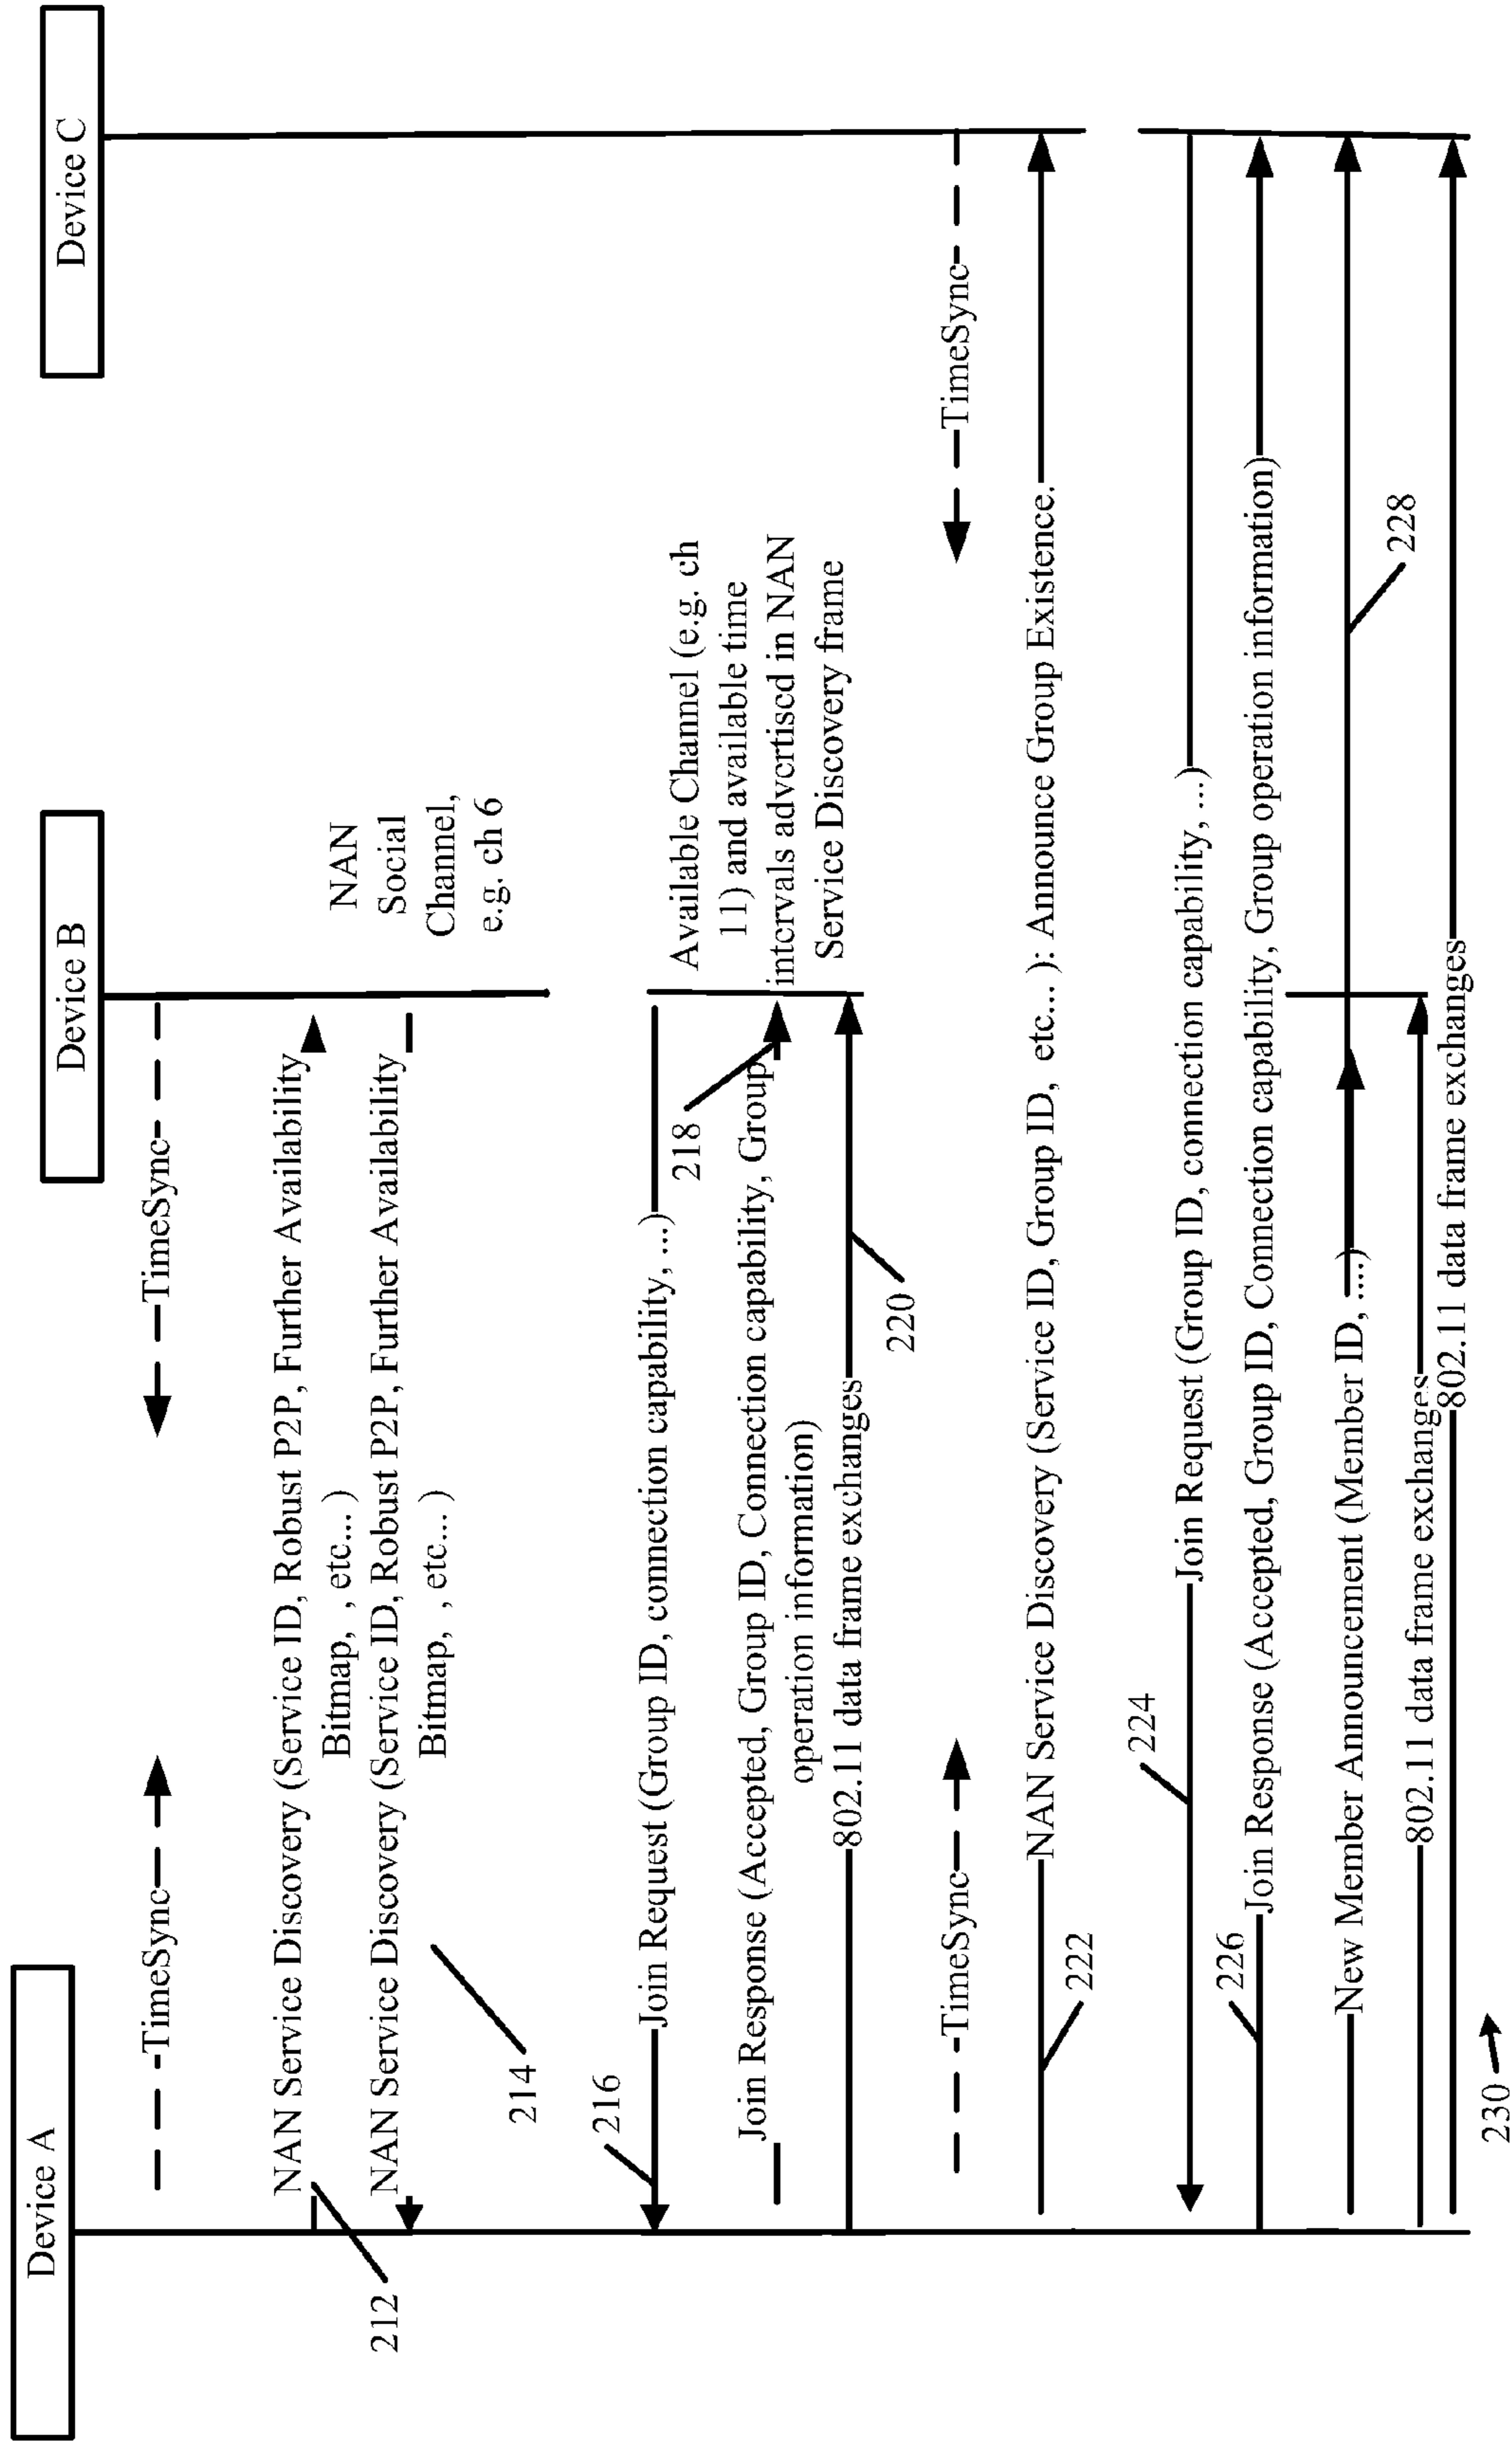 Device A
Device B
Device C
TimeSync
TimeSync
NAN Service Discovery (Service ID, Robust P2P, Further Availability
Bitmap, , etc... )
212
NAN Service Discovery (Service ID, Robust P2P, Further Availability
Bitmap, , etc... )
214
NAN
Social
Channel,
e.g. ch 6
Join Request (Group ID, connection capability, ...)
216
Join Response (Accepted, Group ID, Connection capability, Group
operation information)
218
Available Channel (e.g. ch
11) and available time
intervals advertised in NAN
Service Discovery frame
802.11 data frame exchanges
220
TimeSync
TimeSync
NAN Service Discovery (Service ID, Group ID, etc... ): Announce Group Existence.
222
Join Request (Group ID, connection capability, ...)
224
Join Response (Accepted, Group ID, Connection capability, Group operation information)
226
New Member Announcement (Member ID, ....)
228
802.11 data frame exchanges
802.11 data frame exchanges
230